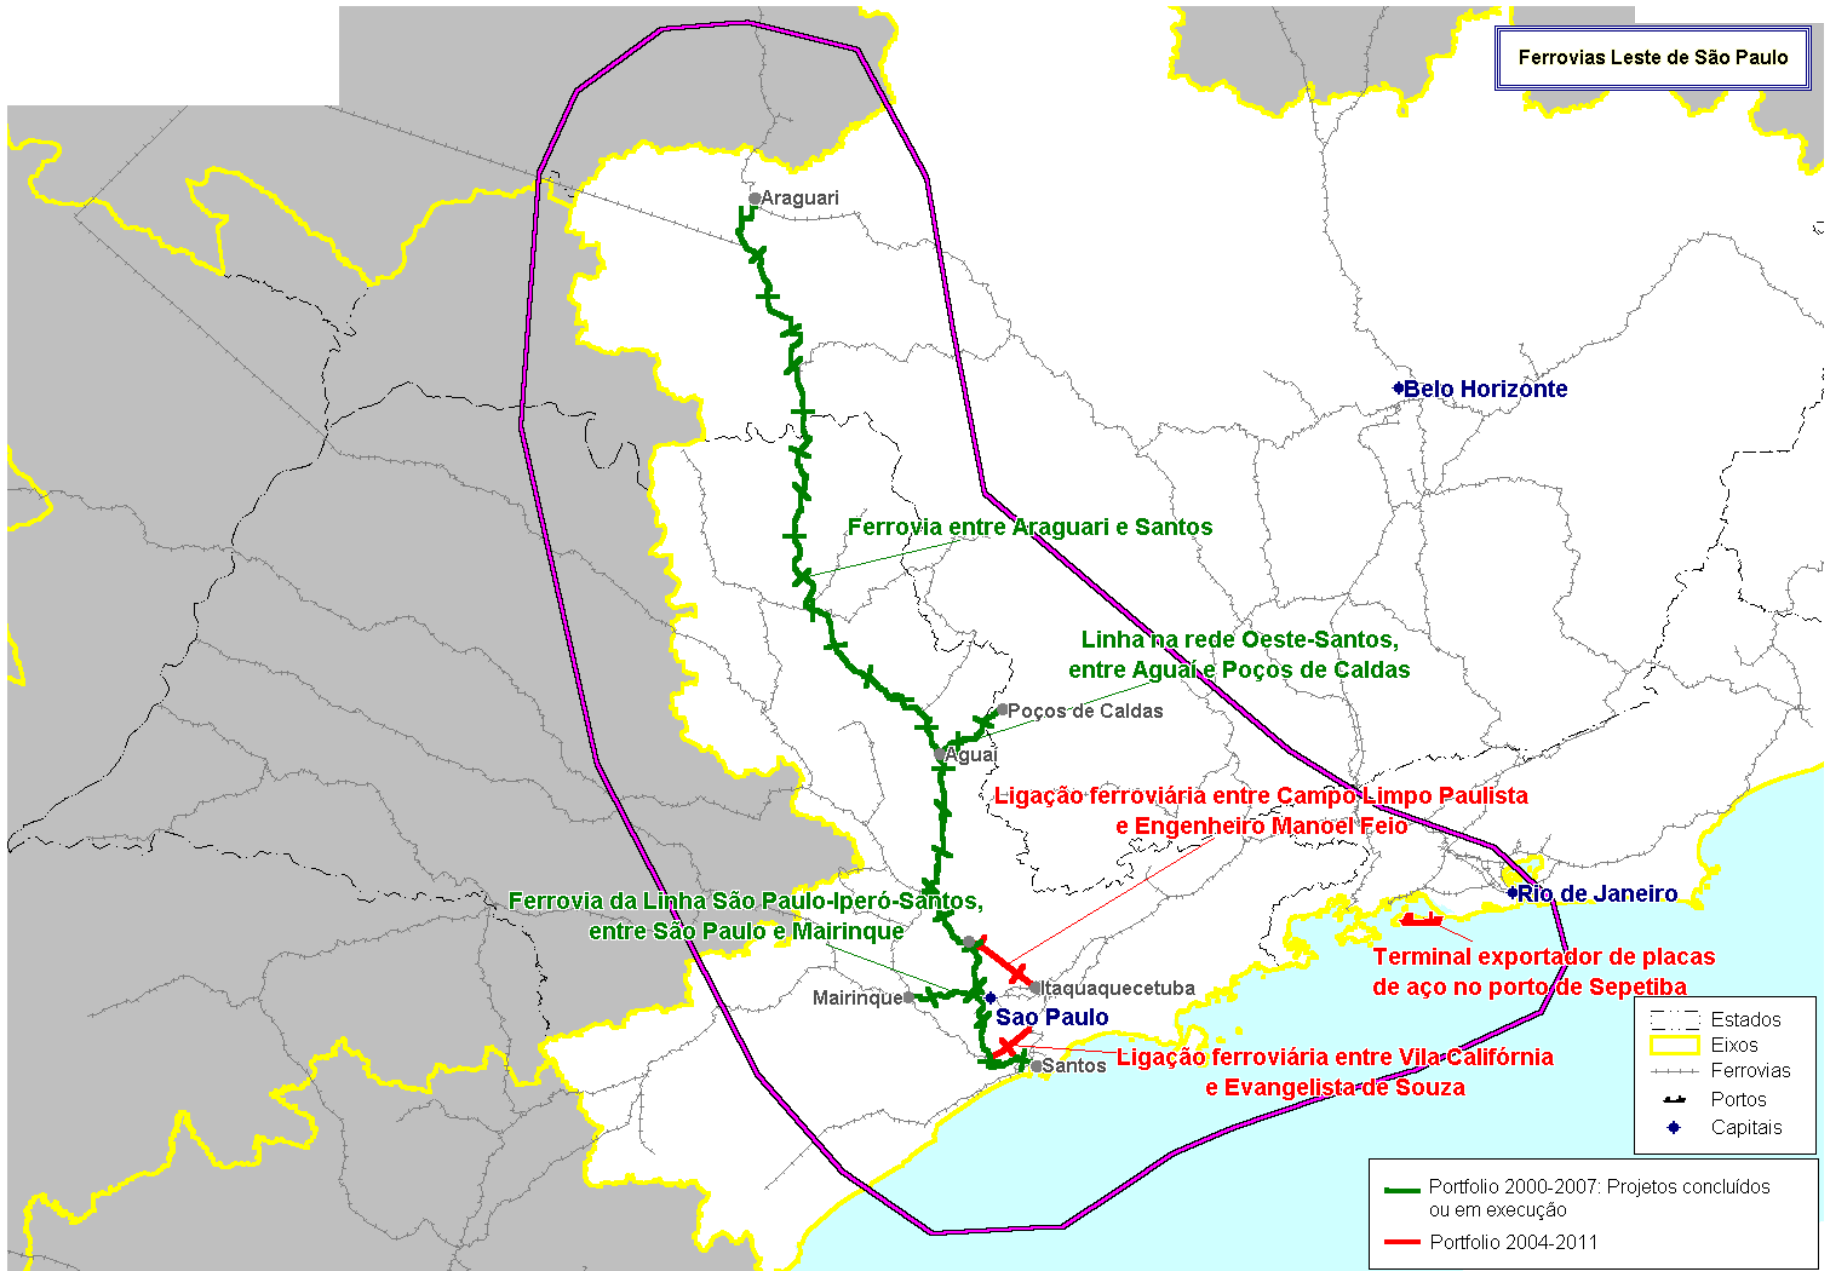 Ferrovias Leste de São Paulo
Araguari
Belo Horizonte
Ferrovia entre Araguari e Santos
Linha na rede Oeste-Santos,
entre Aguaí e Poços de Caldas
Poços de Caldas
Aguaí
Ligação ferroviária entre Campo Limpo Paulista
e Engenheiro Manoel Feio
Ferrovia da Linha São Paulo-Iperó-Santos,
entre São Paulo e Mairinque
Rio de Janeiro
Terminal exportador de placas
de aço no porto de Sepetiba
Mairinque
Itaquaquecetuba
Sao Paulo
Ligação ferroviária entre Vila Califórnia
e Evangelista de Souza
Santos
Estados
Eixos
Ferrovias
Portos
Capitais
Portfolio 2000-2007: Projetos concluídos
ou em execução
Portfolio 2004-2011